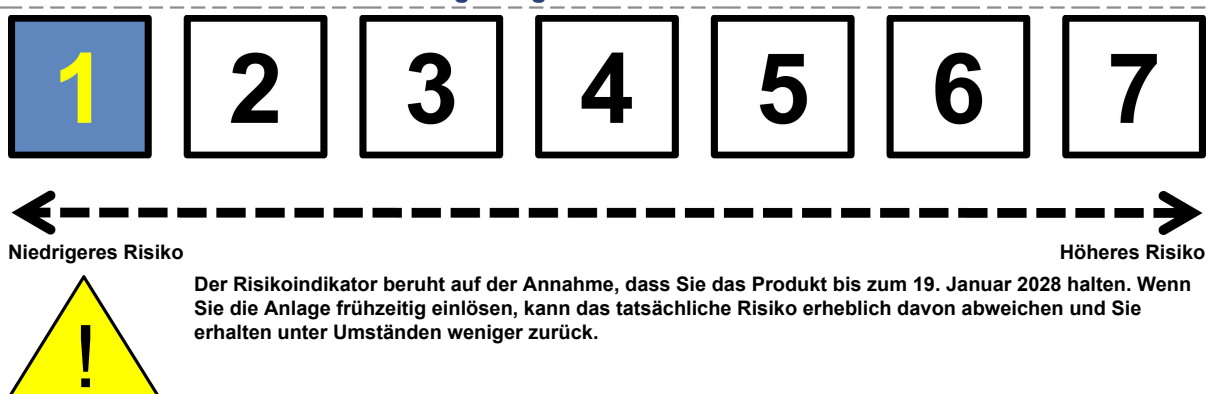 1 2 3 4 5 6 7
Niedrigeres Risiko Höheres Risiko
Der Risikoindikator beruht auf der Annahme, dass Sie das Produkt bis zum 19. Januar 2028 halten. Wenn
Sie die Anlage frühzeitig einlösen, kann das tatsächliche Risiko erheblich davon abweichen und Sie
erhalten unter Umständen weniger zurück.
!